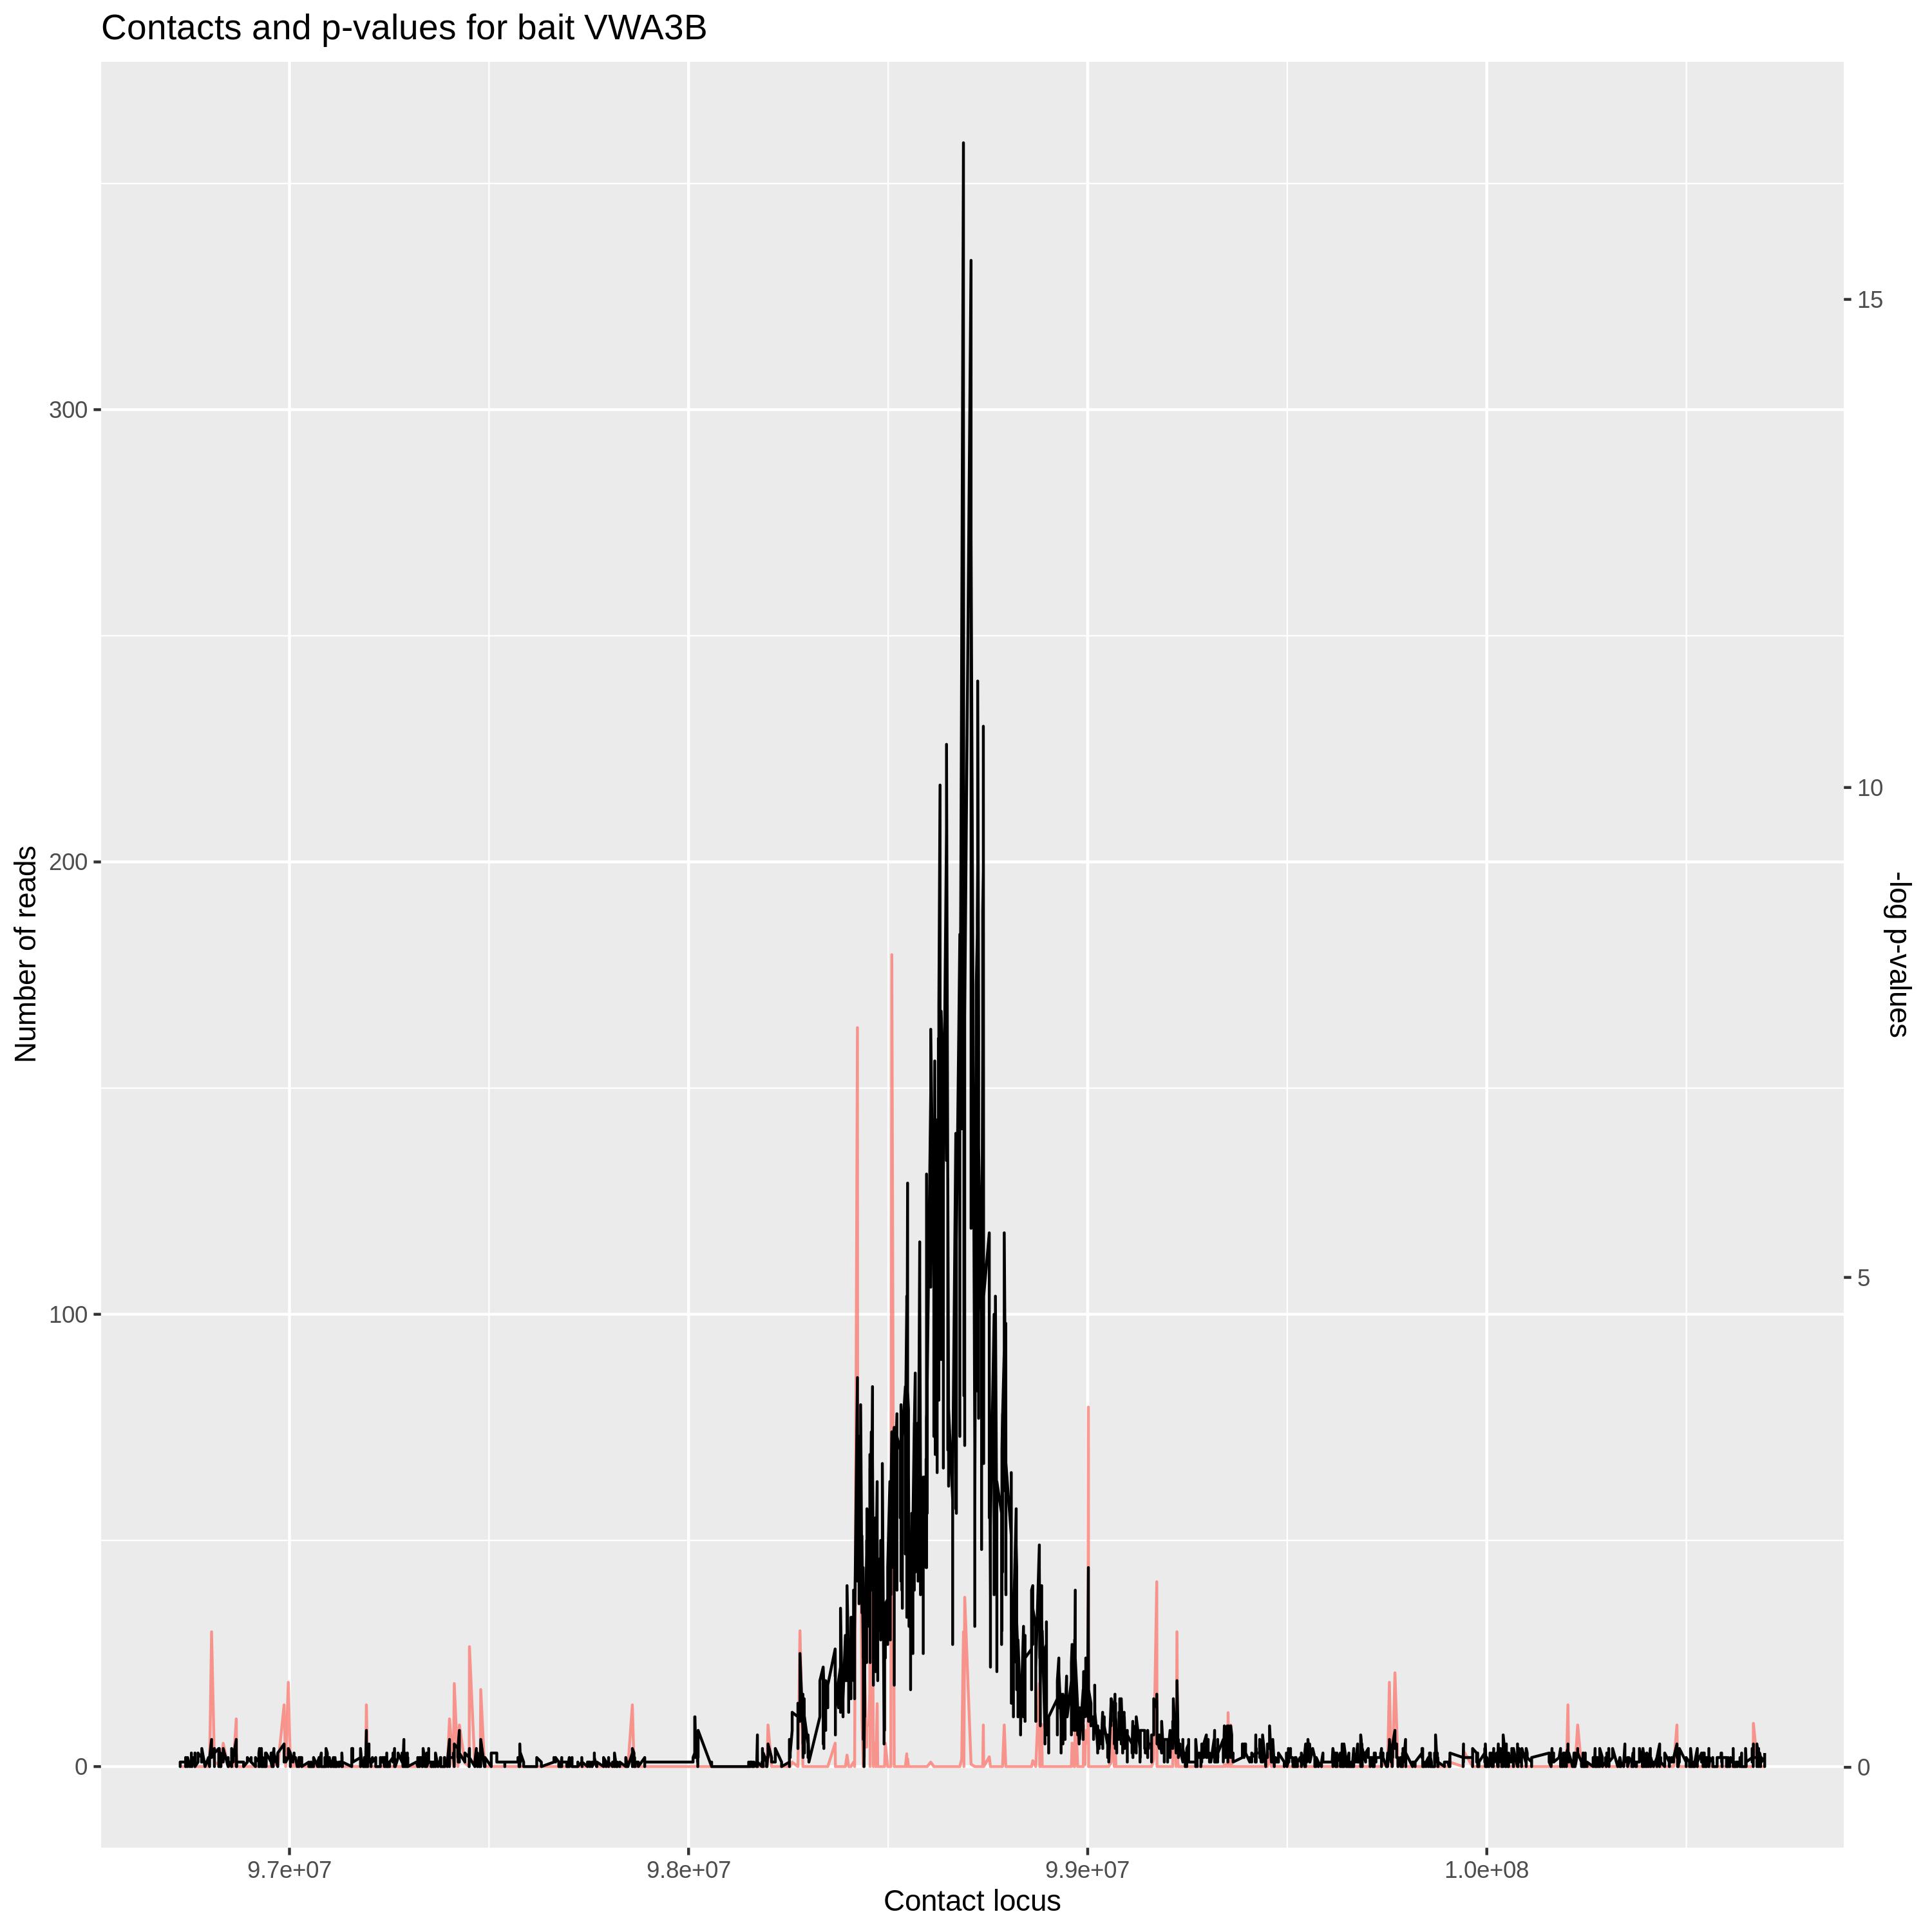 Contacts and p-values for bait VWA3B
Number of reads
300
200
100
0
15
10
5
0
-log p-values
9.7e+07
9.8e+07
9.9e+07
1.0e+08
Contact locus